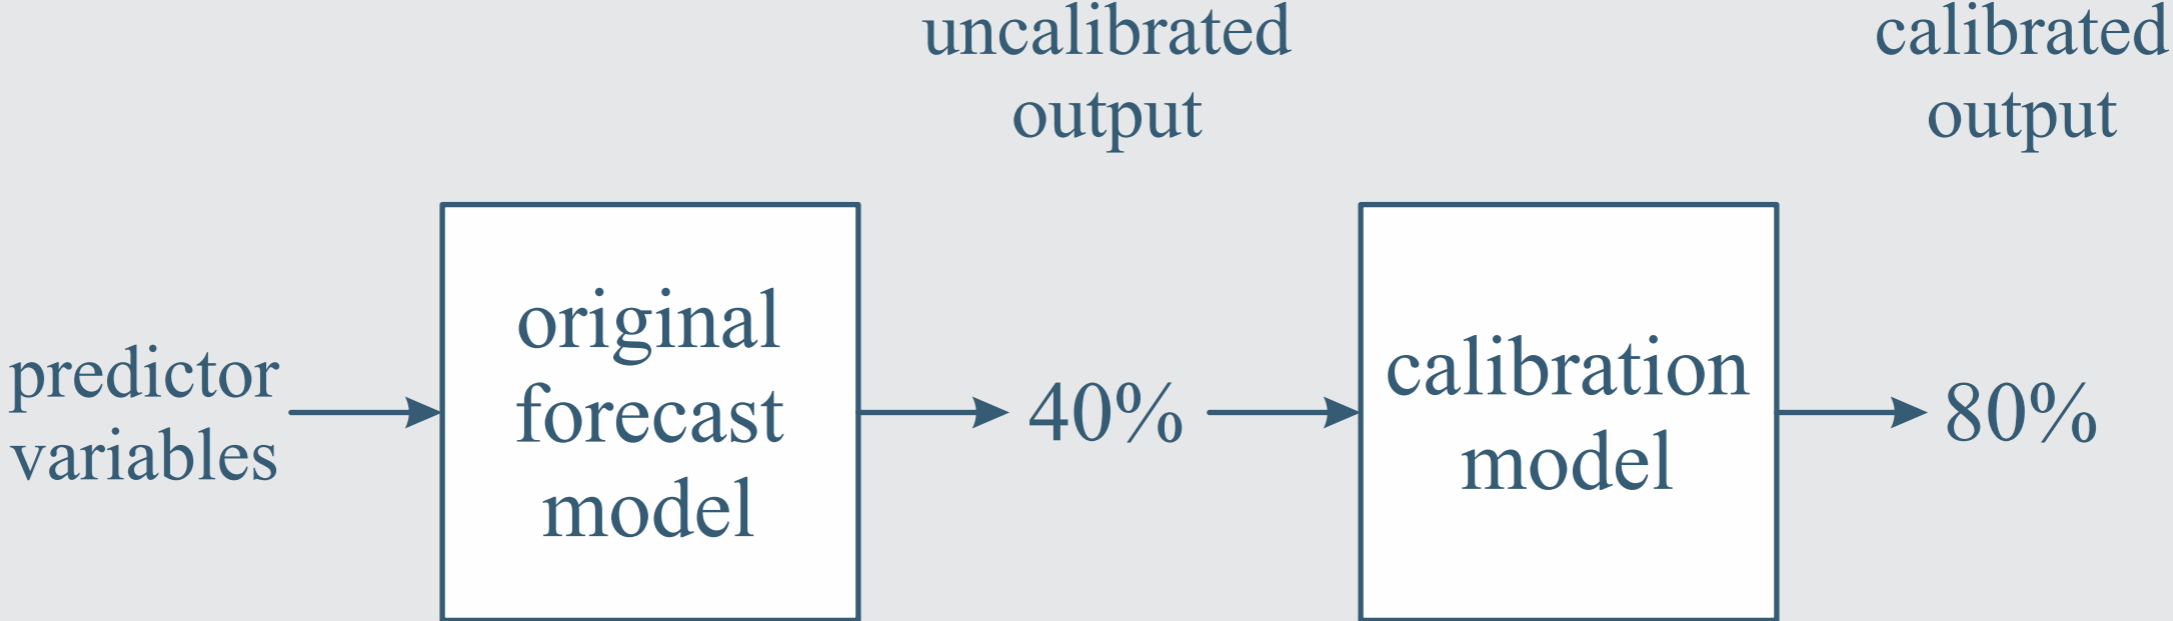 uncalibrated
output
calibrated
output
predictor
variables
original
forecast
model
40%
calibration
model
80%